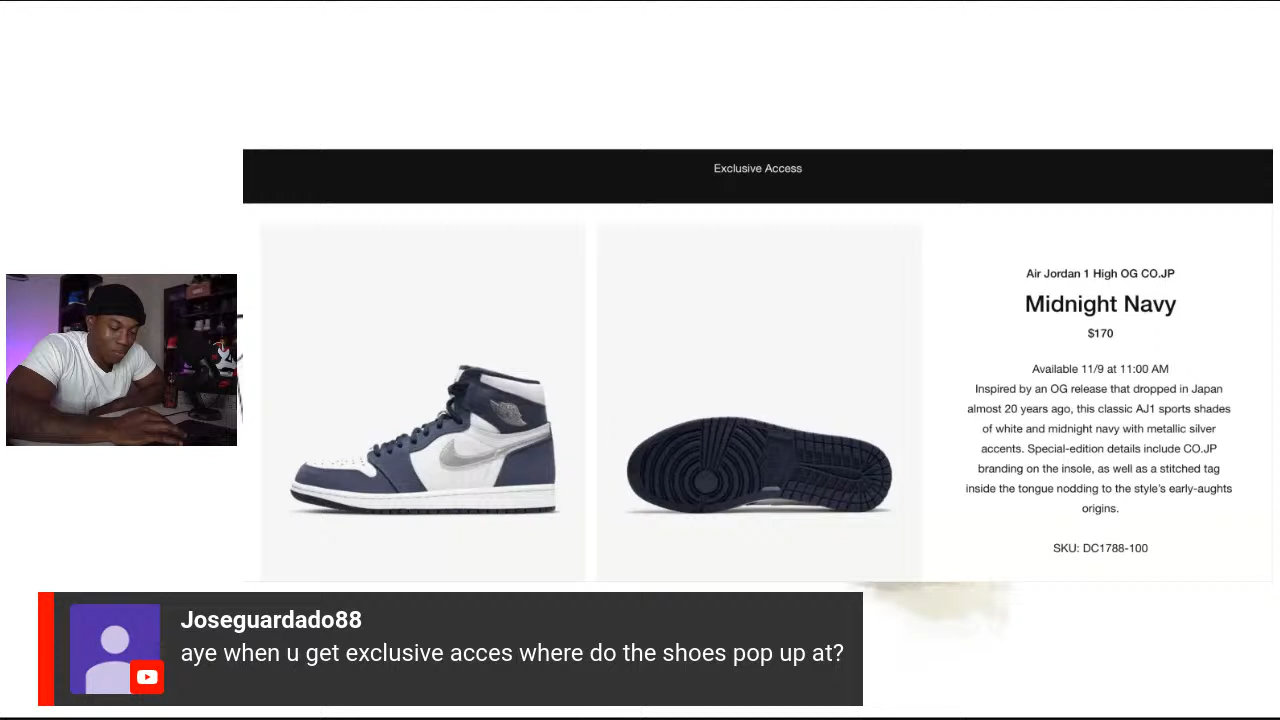 Exclusive Access
Air Jordan 1 High OG CO.JP
Midnight Navy
$170
Available 11/9 at 11:00 AM
Inspired by an OG release that dropped in Japan
almost 20 years ago, this classic AJ1 sports shades
of white and midnight navy with metallic silver
accents. Special-edition details include CO.JP
branding on the insole, as well as a stitched tag
inside the tongue nodding to the style's early-aughts
origins.
SKU: DC1788-100
Joseguardado88
aye when u get exclusive acces where do the shoes pop up at?